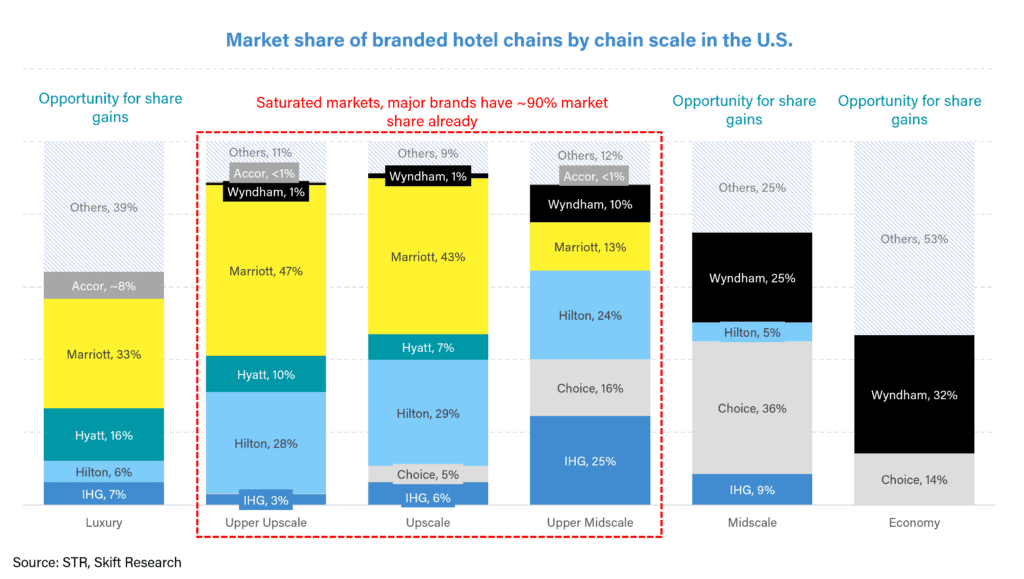 Market share of branded hotel chains by chain scale in the U.S.
Opportunity for share
gains
Saturated markets, major brands have ~90% market
share already
Opportunity for share
gains
Opportunity for share
gains
Others, 39%
Accor, ~8%
Marriott, 33%
Hyatt, 16%
Hilton, 6%
IHG, 7%
Luxury
Others, 11%
Accor, <1%
Wyndham, 1%
Marriott, 47%
Hyatt, 10%
Hilton, 28%
IHG, 3%
Upper Upscale
Others, 9%
Wyndham, 1%
Marriott, 43%
Hyatt, 7%
Hilton, 29%
Choice, 5%
IHG, 6%
Upscale
Others, 12%
Accor, <1%
Wyndham, 10%
Marriott, 13%
Hilton, 24%
Choice, 16%
IHG, 25%
Upper Midscale
Others, 25%
Wyndham, 25%
Hilton, 5%
Choice, 36%
IHG, 9%
Midscale
Others, 53%
Wyndham, 32%
Choice, 14%
Economy
Source: STR, Skift Research